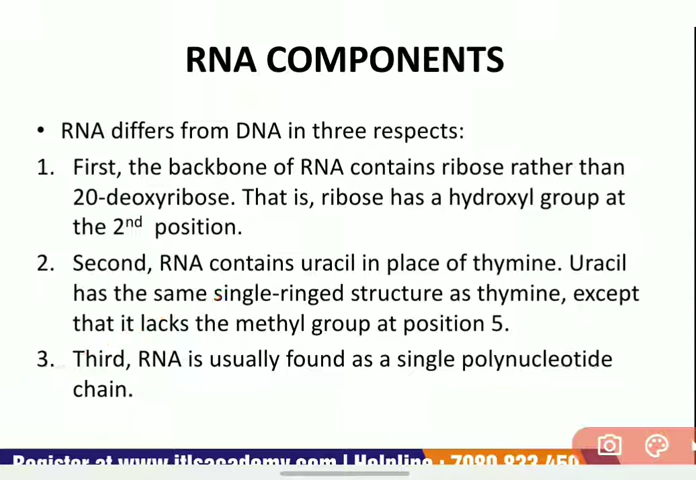 RNA COMPONENTS
• RNA differs from DNA in three respects:
1. First, the backbone of RNA contains ribose rather than
20-deoxyribose. That is, ribose has a hydroxyl group at
the 2nd position.
2. Second, RNA contains uracil in place of thymine. Uracil
has the same single-ringed structure as thymine, except
that it lacks the methyl group at position 5.
3. Third, RNA is usually found as a single polynucleotide
chain.
Register at www.itlsacademy.com | Helpline : 7080 822 450